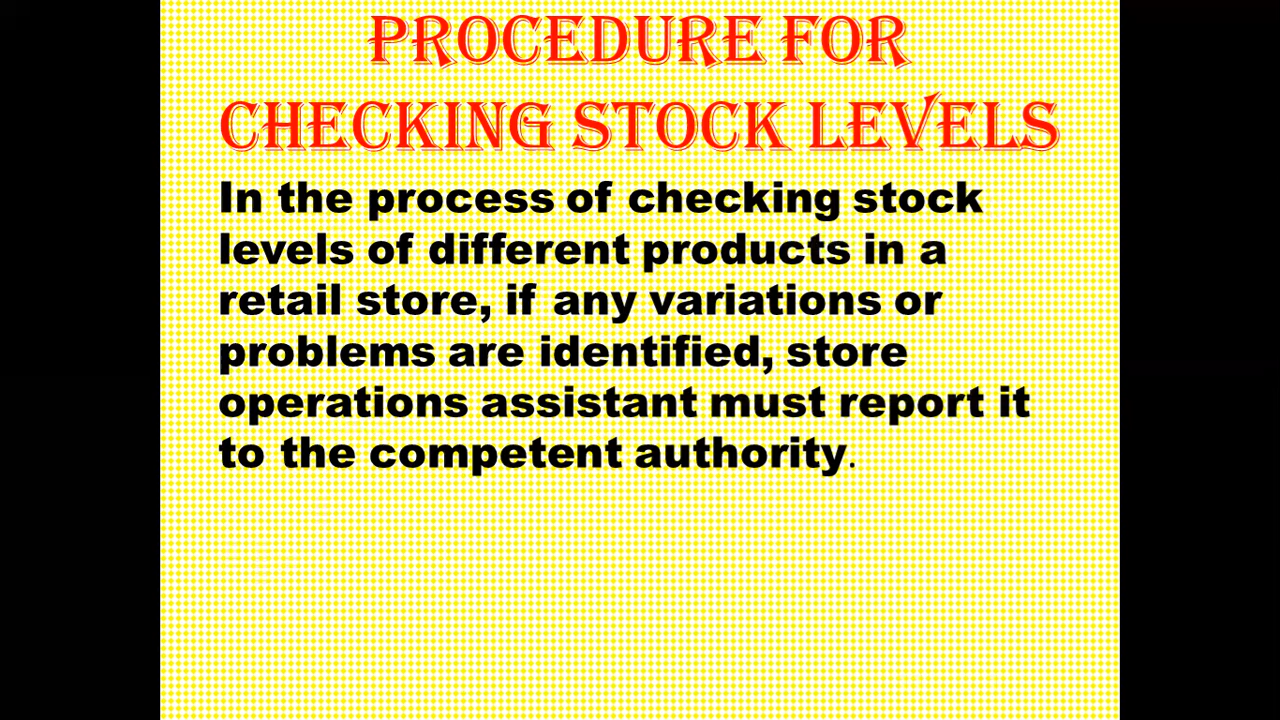 PROCEDURE FOR
CHECKING STOCK LEVELS
In the process of checking stock
levels of different products in a
retail store, if any variations or
problems are identified, store
operations assistant must report it
to the competent authority.